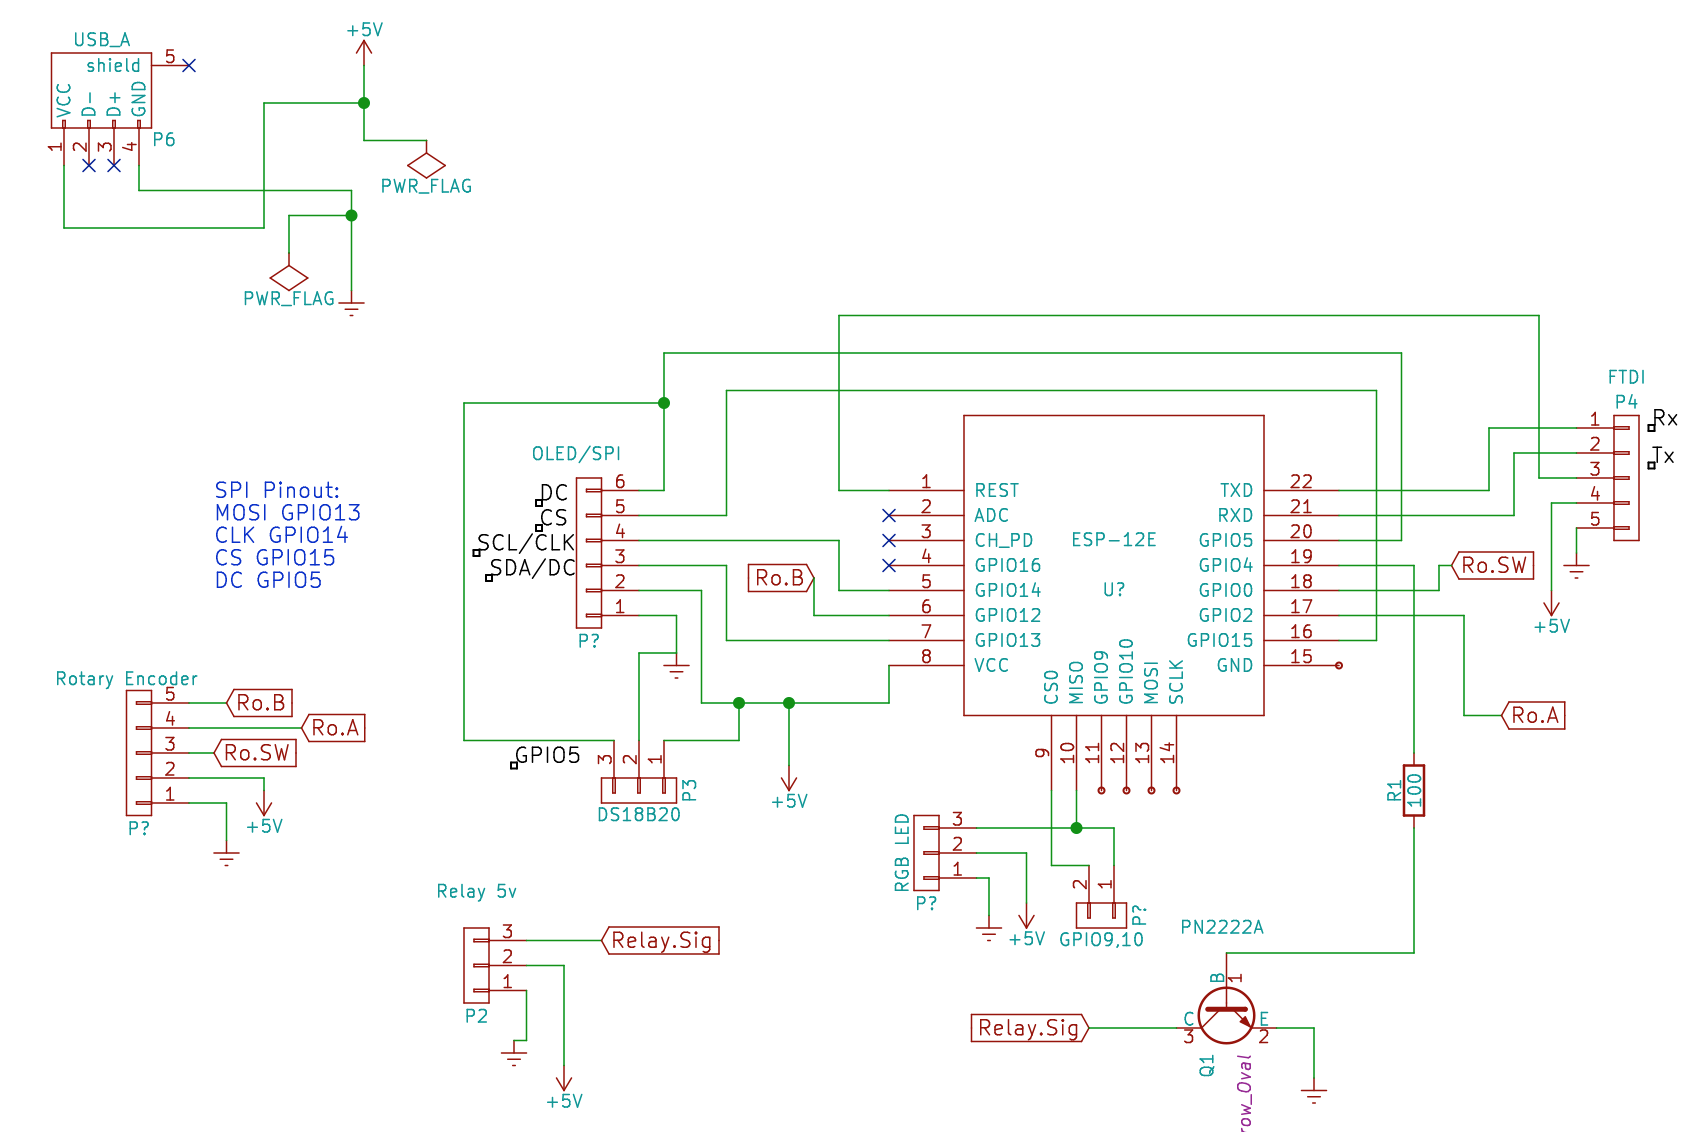 USB_A
shield
5
VCC
D-
D+
GND
1
2
3
4
P6
+5V
PWR_FLAG
PWR_FLAG
SPI Pinout:
MOSI GPIO13
CLK GPIO14
CS GPIO15
DC GPIO5
OLED/SPI
DC
CS
SCL/CLK
SDA/DC
6
5
4
3
2
1
P?
Ro.B
1
2
3
4
5
6
7
8
REST
ADC
CH_PD
GPIO16
GPIO14
GPIO12
GPIO13
VCC
ESP-12E
U?
TXD
RXD
GPIO5
GPIO4
GPIO0
GPIO2
GPIO15
GND
22
21
20
19
18
17
16
15
CS0
MISO
GPIO9
GPIO10
MOSI
SCLK
9
10
11
12
13
14
FTDI
P4
1
2
3
4
5
Rx
Tx
+5V
Ro.SW
Ro.A
Rotary Encoder
5
4
3
2
1
Ro.B
Ro.A
Ro.SW
P?
+5V
GPIO5
3
2
1
P3
DS18B20
+5V
R1
100
RGB LED
3
2
1
P?
+5V
2
1
P?
GPIO9,10
Relay 5v
3
2
1
P2
Relay.Sig
+5V
PN2222A
B
1
C
3
E
2
Relay.Sig
Q1
row_Oval